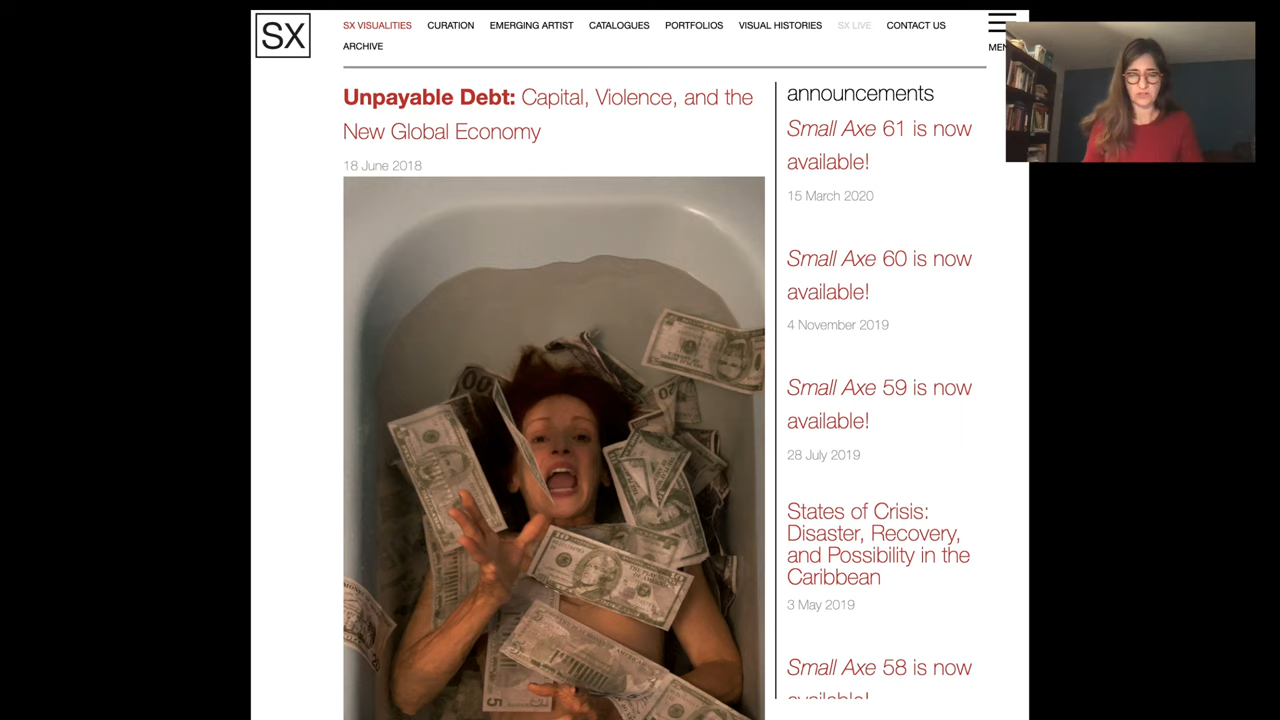 SX
SX VISUALITIES CURATION EMERGING ARTIST CATALOGUES PORTFOLIOS VISUAL HISTORIES SX LIVE CONTACT US
ARCHIVE
Unpayable Debt: Capital, Violence, and the
New Global Economy
18 June 2018
announcements
Small Axe 61 is now
available!
15 March 2020
Small Axe 60 is now
available!
4 November 2019
Small Axe 59 is now
available!
28 July 2019
States of Crisis:
Disaster, Recovery,
and Possibility in the
Caribbean
3 May 2019
Small Axe 58 is now
available!